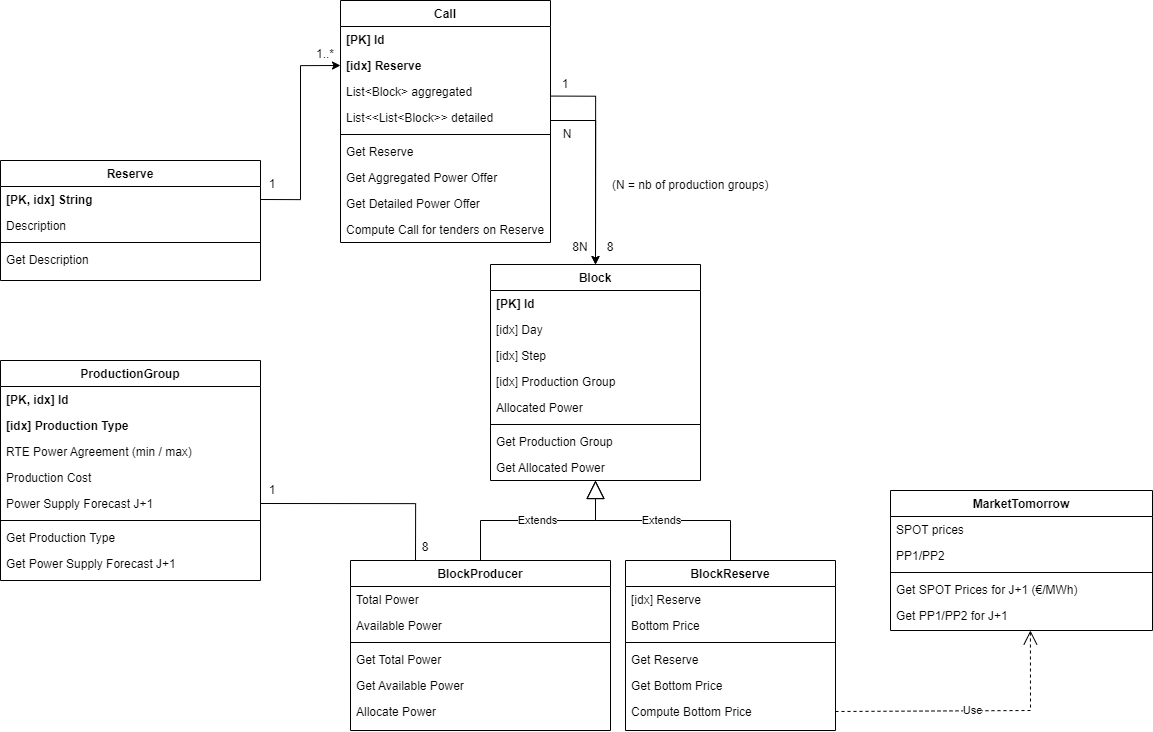 Call
[PK] Id
[idx] Reserve
List<Block> aggregated
List<<List<Block>> detailed
Get Reserve
Get Aggregated Power Offer
Get Detailed Power Offer
Compute Call for tenders on Reserve
1..*
1
1
N
(N = nb of production groups)
8N
8
Reserve
[PK, idx] String
Description
Get Description
Block
[PK] Id
[idx] Day
[idx] Step
[idx] Production Group
Allocated Power
Get Production Group
Get Allocated Power
ProductionGroup
[PK, idx] Id
[idx] Production Type
RTE Power Agreement (min / max)
Production Cost
Power Supply Forecast J+1
Get Production Type
Get Power Supply Forecast J+1
1
8
Extends
Extends
BlockProducer
Total Power
Available Power
Get Total Power
Get Available Power
Allocate Power
BlockReserve
[idx] Reserve
Bottom Price
Get Reserve
Get Bottom Price
Compute Bottom Price
Use
MarketTomorrow
SPOT prices
PP1/PP2
Get SPOT Prices for J+1 (€/MWh)
Get PP1/PP2 for J+1